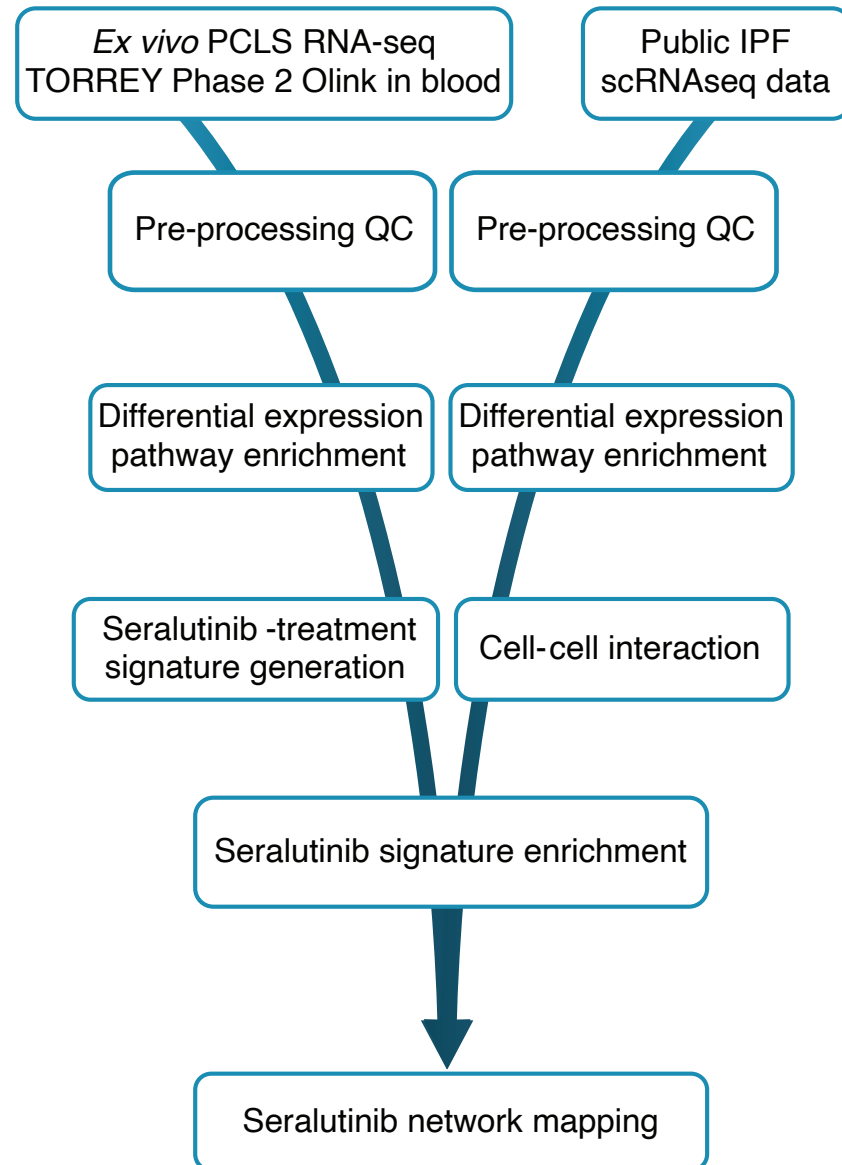 Ex vivo PCLS RNA-seq
TORREY Phase 2 Olink in blood
Public IPF
scRNAseq data
Pre-processing QC
Pre-processing QC
Differential expression
pathway enrichment
Differential expression
pathway enrichment
Seralutinib -treatment
signature generation
Cell-cell interaction
Seralutinib signature enrichment
Seralutinib network mapping